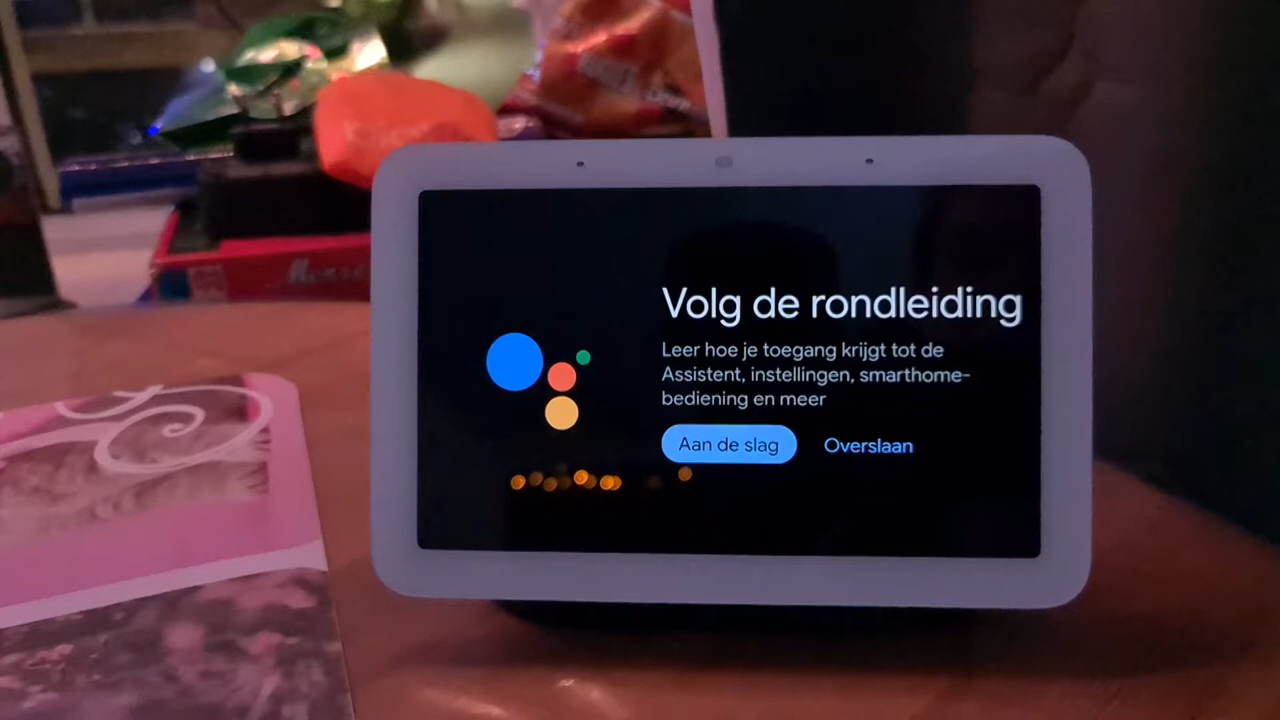 Volg de rondleiding
Leer hoe je toegang krijgt tot de
Assistent, instellingen, smarthome-
bediening en meer
Aan de slag
Overslaan